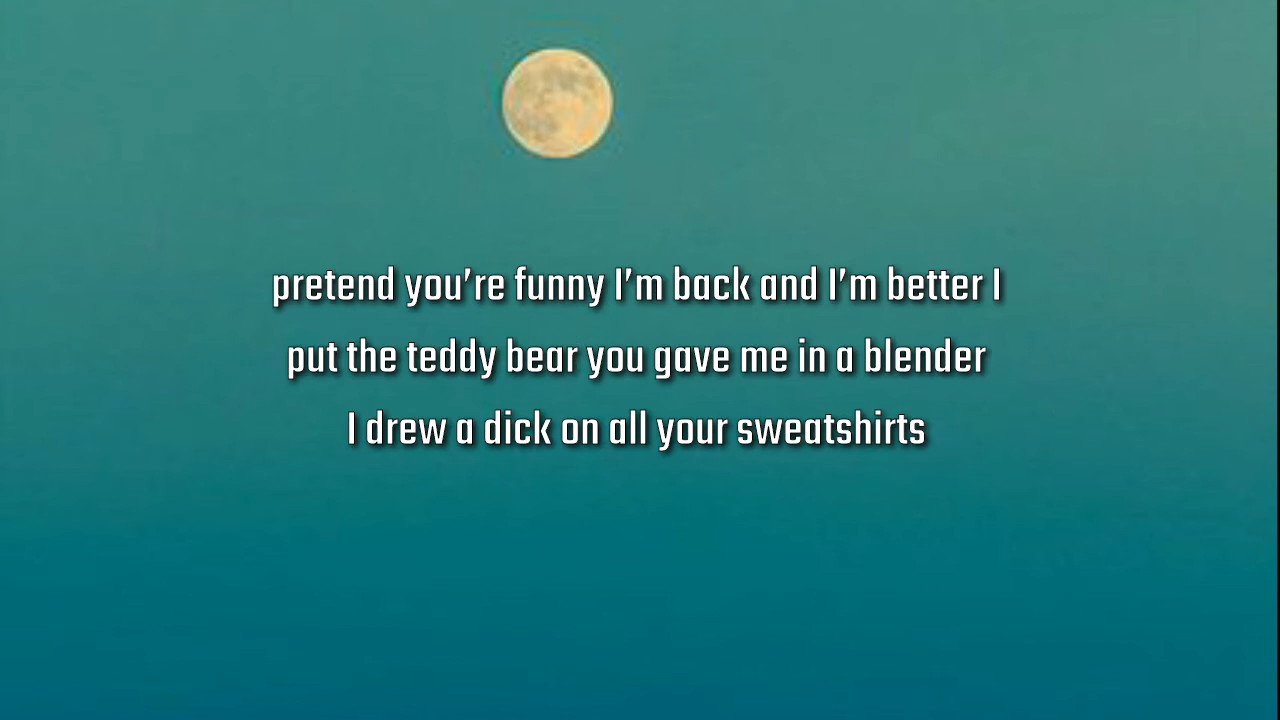 pretend you’re funny I’m back and I’m better I
put the teddy bear you gave me in a blender
I drew a dick on all your sweatshirts